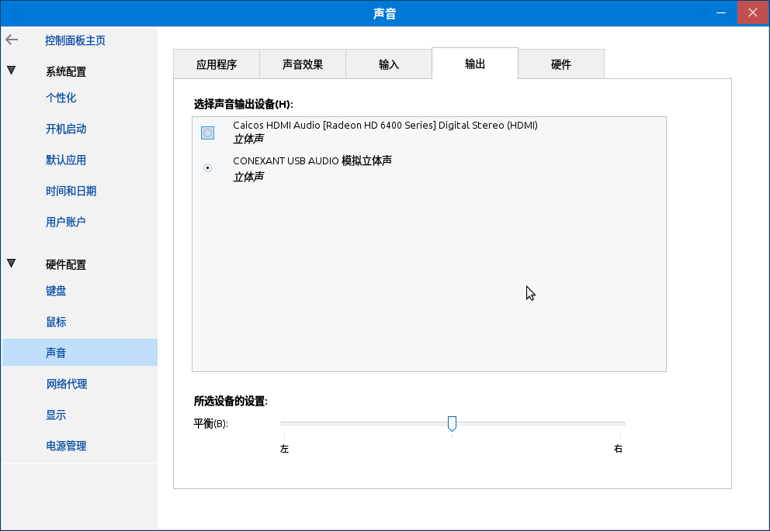 声音
控制面板主页
系统配置
个性化
开机启动
默认应用
时间和日期
用户账户
硬件配置
键盘
鼠标
声音
网络代理
显示
电源管理
应用程序
声音效果
输入
输出
硬件
选择声音输出设备(H):
Caicos HDMI Audio [Radeon HD 6400 Series] Digital Stereo (HDMI)
立体声
CONEXANT USB AUDIO 模拟立体声
立体声
所选设备的设置:
平衡(B):
左
右